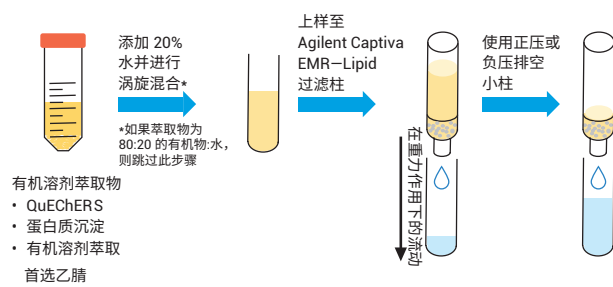 添加 20%
水并进行
涡旋混合*
*如果萃取物为
80:20 的有机物:水，
则跳过此步骤
上样至
Agilent Captiva
EMR—Lipid
过滤柱
使用正压或
负压排空
小柱
在重力作用下的流动
有机溶剂萃取物
• QuEChERS
• 蛋白质沉淀
• 有机溶剂萃取
首选乙腈